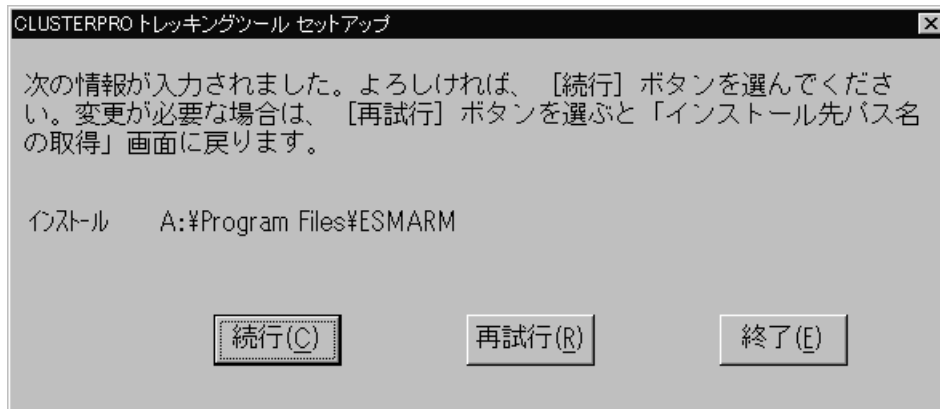 CLUSTERPRO トレッキングツール セットアップ
次の情報が入力されました。よろしければ、［続行］ボタンを選んでくださ
い。変更が必要な場合は、［再試行］ボタンを選ぶと「インストール先パス名
の取得」画面に戻ります。
ｲﾝｽﾄｰﾙ A:¥Program Files¥ESMARM
続行(C) 再試行(R) 終了(E)